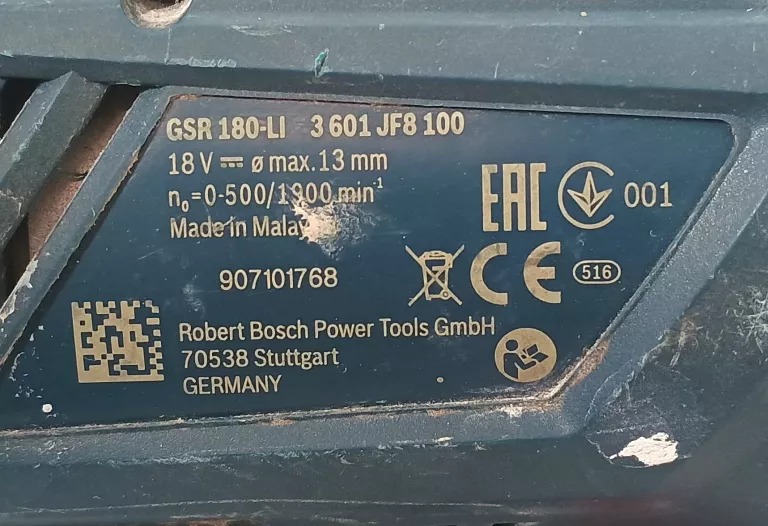 GSR 180-LI 3 601 JF8 100
18 V ⎓ ø max.13 mm
n₀=0-500/1900 min⁻¹
Made in
907101768
EAC 001
CE 516
Robert Bosch Power Tools GmbH
70538 Stuttgart
GERMANY